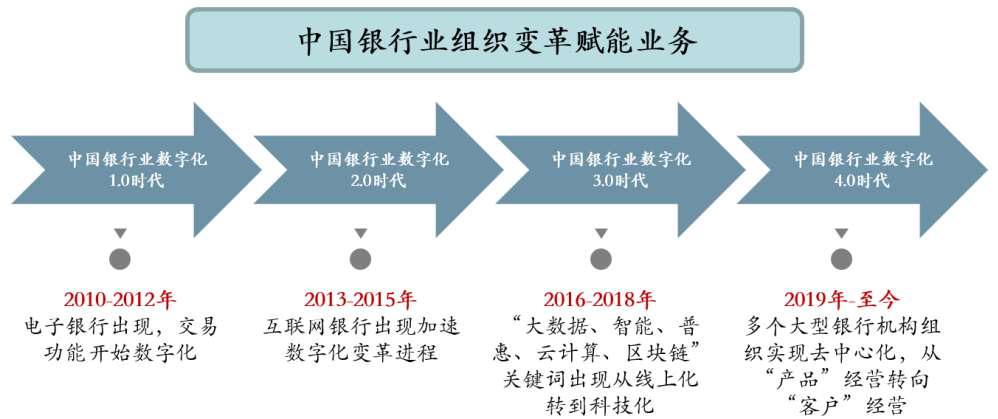 中国银行业组织变革赋能业务
中国银行业数字化
1.0时代
中国银行业数字化
2.0时代
中国银行业数字化
3.0时代
中国银行业数字化
4.0时代
2010-2012年
电子银行出现，交易
功能开始数字化
2013-2015年
互联网银行出现加速
数字化变革进程
2016-2018年
“大数据、智能、普
惠、云计算、区块链”
关键词出现从线上化
转到科技化
2019年-至今
多个大型银行机构组
织实现去中心化，从
“产品”经营转向
“客户”经营